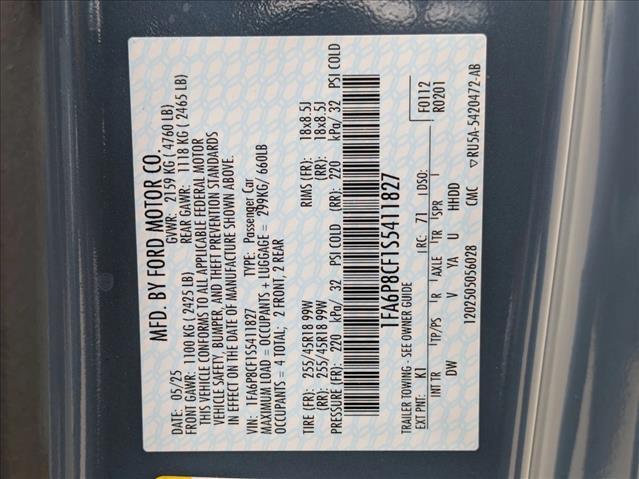 MFD. BY FORD MOTOR CO.
DATE: 05/25 GVWR: 2159 KG ( 4760 LB)
FRONT GAWR: 1100 KG ( 2425 LB) REAR GAWR: 1118 KG ( 2465 LB)
THIS VEHICLE CONFORMS TO ALL APPLICABLE FEDERAL MOTOR
VEHICLE SAFETY, BUMPER, AND THEFT PREVENTION STANDARDS
IN EFFECT ON THE DATE OF MANUFACTURE SHOWN ABOVE.
VIN: 1FA6P8CF1S5411827 TYPE: Passenger Car
MAXIMUM LOAD = OCCUPANTS + LUGGAGE = 299KG/ 660LB
OCCUPANTS = 4 TOTAL; 2 FRONT, 2 REAR
TIRE (FR): 255/45R18 99W RIMS (FR): 18x8.5J
(RR): 255/45R18 99W (RR): 18x8.5J
PRESSURE (FR): 220 kPa/ 32 PSI COLD (RR): 220 kPa/ 32 PSI COLD
1FA6P8CF1S5411827
TRAILER TOWING - SEE OWNER GUIDE F0112
EXT PNT: K1 RC: 71 DSO: R0201
INT TR TP/PS R AXLE TR SPR
DW V YA U HHDD
1202505056028 CMC RU5A-5420472-AB